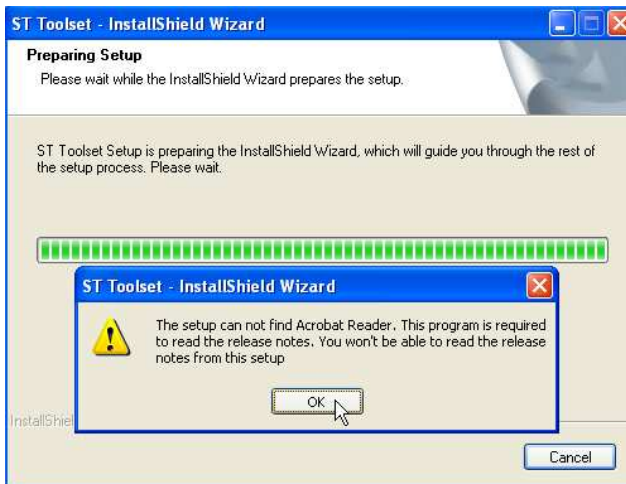 ST Toolset - InstallShield Wizard
Preparing Setup
Please wait while the InstallShield Wizard prepares the setup.
ST Toolset Setup is preparing the InstallShield Wizard, which will guide you through the rest of
the setup process. Please wait.
ST Toolset - InstallShield Wizard
The setup can not find Acrobat Reader. This program is required
to read the release notes. You won't be able to read the release
notes from this setup
OK
Cancel